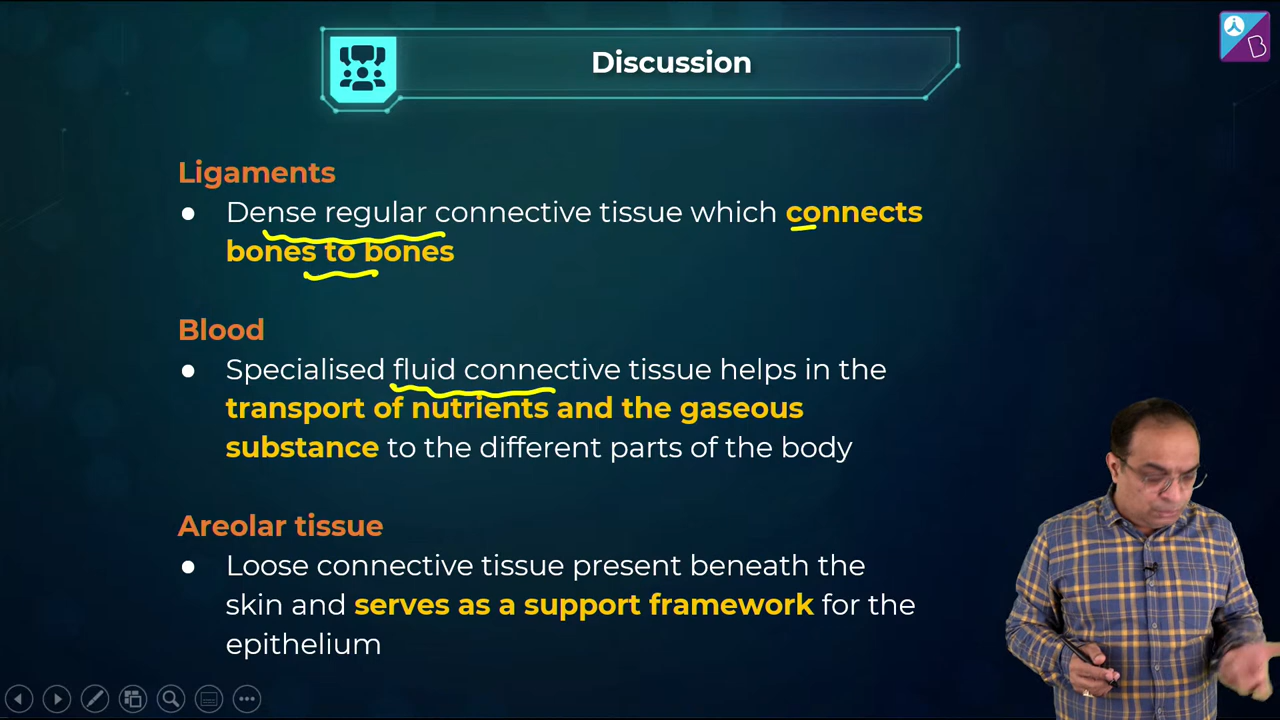 Discussion
B
Ligaments
● Dense regular connective tissue which connects
bones to bones
Blood
● Specialised fluid connective tissue helps in the
transport of nutrients and the gaseous
substance to the different parts of the body
Areolar tissue
● Loose connective tissue present beneath the
skin and serves as a support framework for the
epithelium